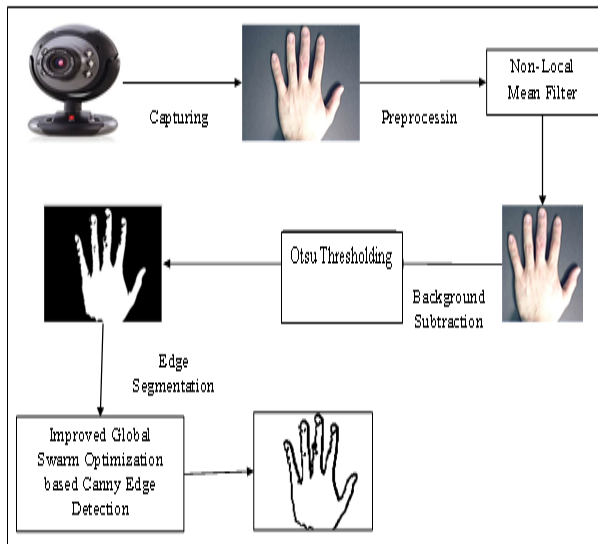 Capturing
Preprocessin
Non-Local
Mean Filter
Otsu Thresholding
Background
Subtraction
Edge
Segmentation
Improved Global
Swarm Optimization
based Canny Edge
Detection